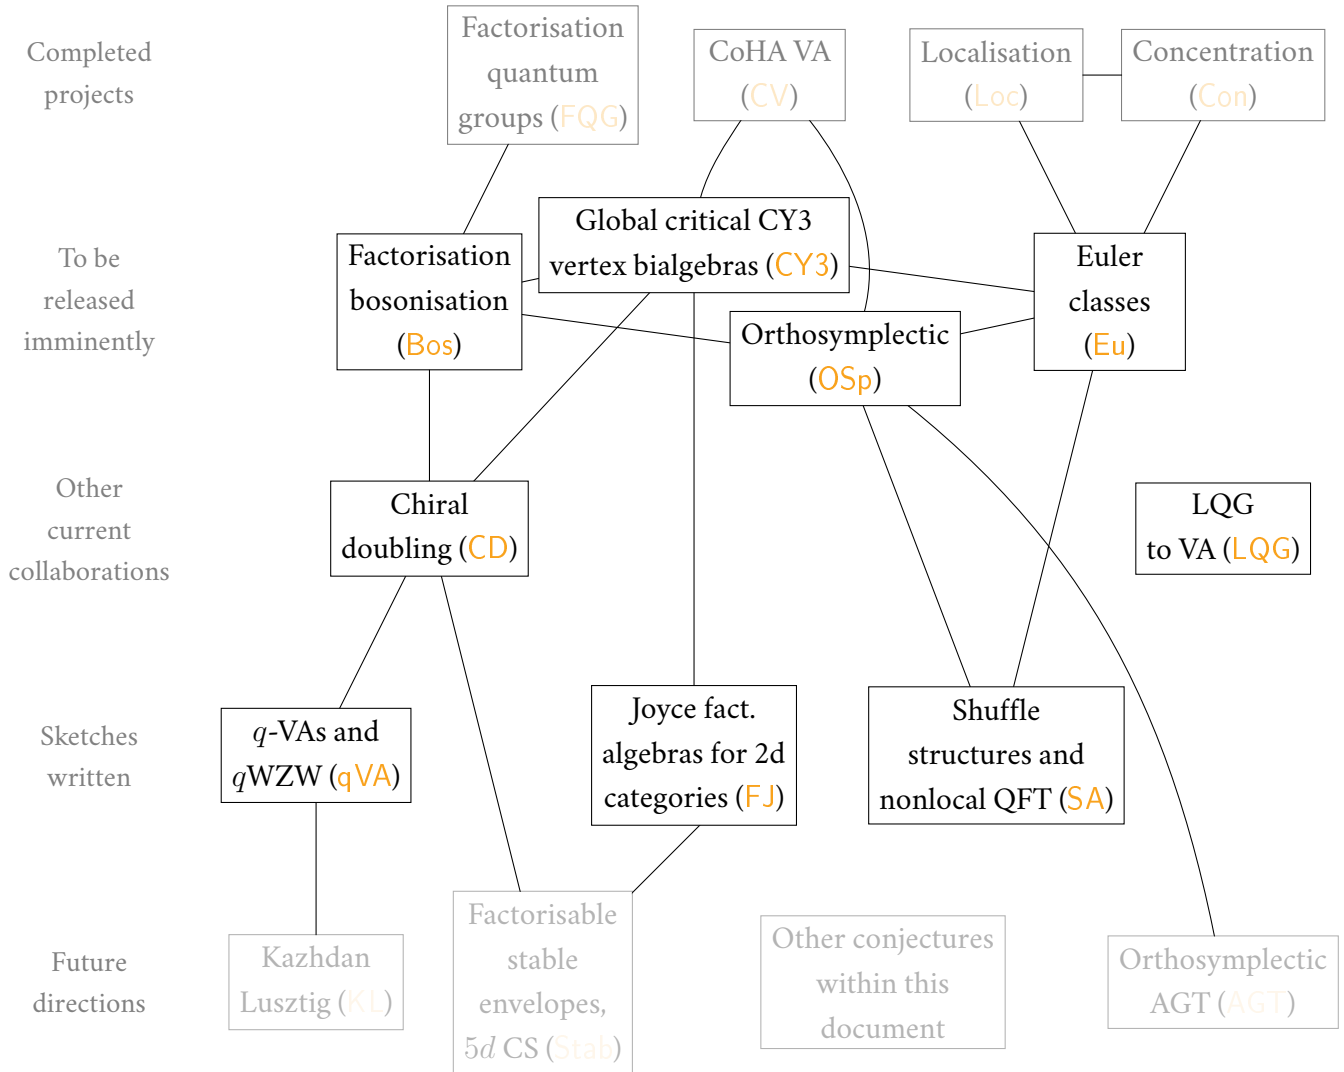 Completed
projects
Factorisation
quantum
groups (FQG)
CoHA VA
(CV)
Localisation
(Loc)
Concentration
(Con)
To be
released
imminently
Factorisation
bosonisation
(Bos)
Global critical CY3
vertex bialgebras (CY3)
Orthosymplectic
(OSp)
Euler
classes
(Eu)
Other
current
collaborations
Chiral
doubling (CD)
LQG
to VA (LQG)
Sketches
written
q-VAs and
qWZW (qVA)
Joyce fact.
algebras for 2d
categories (FJ)
Shuffle
structures and
nonlocal QFT (SA)
Future
directions
Kazhdan
Lusztig (KL)
Factorisable
stable
envelopes,
5d CS (Stab)
Other conjectures
within this
document
Orthosymplectic
AGT (AGT)